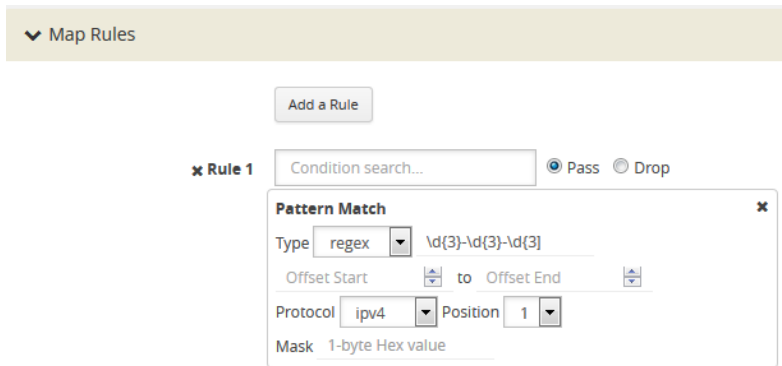 Map Rules
Add a Rule
Rule 1 Condition search... Pass Drop
Pattern Match
Type regex \d{3}-\d{3}-\d{3]
Offset Start to Offset End
Protocol ipv4 Position 1
Mask 1-byte Hex value